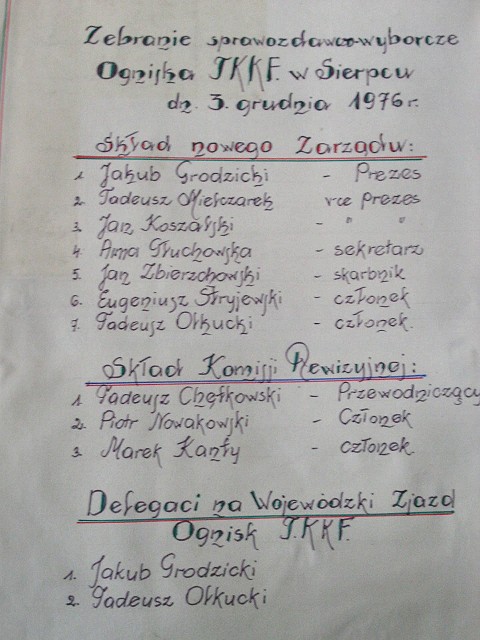 Zebranie sprawozdawczo-wyborcze
Ogniska TKKF. w Sierpcu
dn. 3. grudnia 1976 r.
Skład nowego Zarządu:
1. Jakub Grodzicki - Prezes
2. Tadeusz Mielczarek vce prezes
3. Jan Koszalski - " "
4. Anna Głuchowska - sekretarz
5. Jan Zbierzchowski - skarbnik
6. Eugeniusz Stryjewski - członek
7. Tadeusz Olkucki - członek.
Skład Komisji Rewizyjnej:
1. Tadeusz Chełkowski - Przewodniczący
2. Piotr Nowakowski - Członek
3. Marek Kanty - członek.
Delegaci na Wojewódzki Zjazd
Ognisk T.KKF.
1. Jakub Grodzicki
2. Tadeusz Olkucki